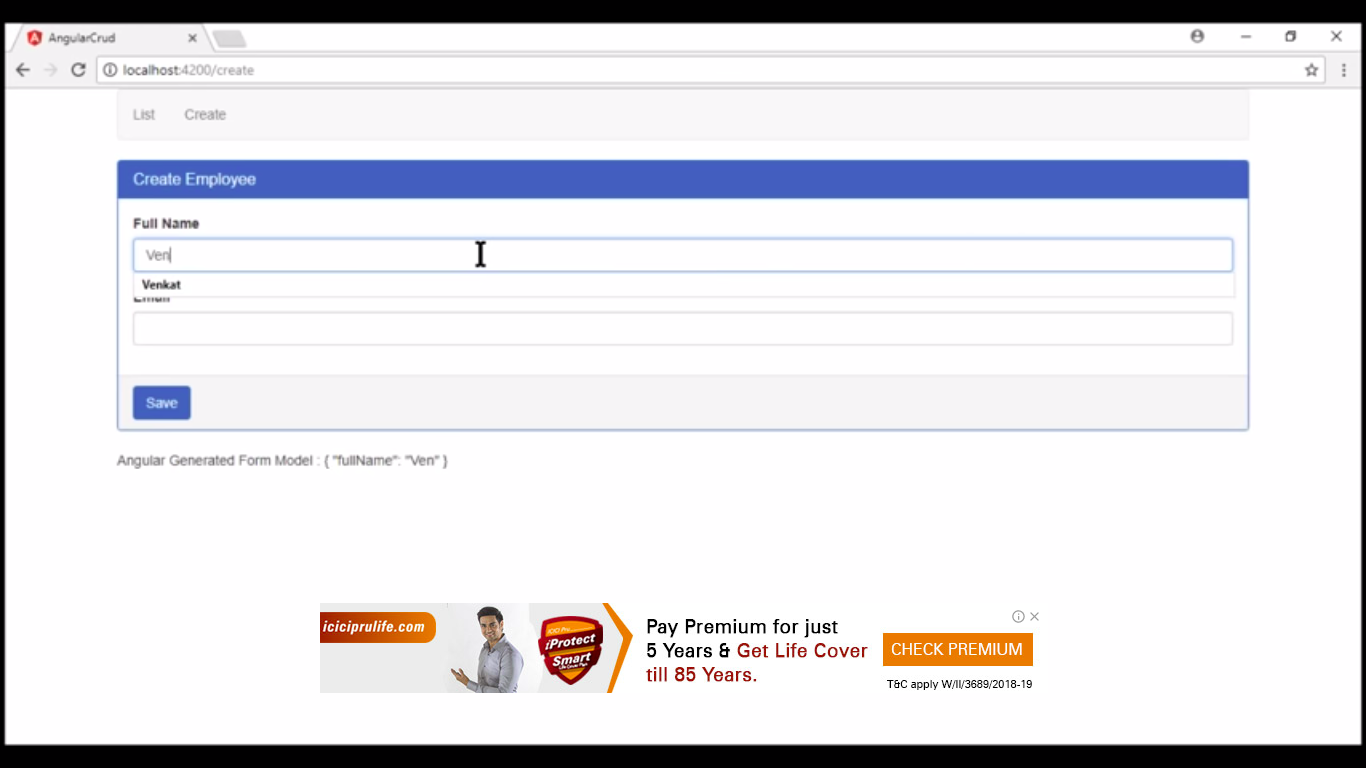 AngularCrud
localhost:4200/create
List Create
Create Employee
Full Name
Ven
Venkat
Email
Save
Angular Generated Form Model : { "fullName": "Ven" }
iciciprulife.com
iProtect
Smart
Pay Premium for just
5 Years & Get Life Cover
till 85 Years.
CHECK PREMIUM
T&C apply W/II/3689/2018-19